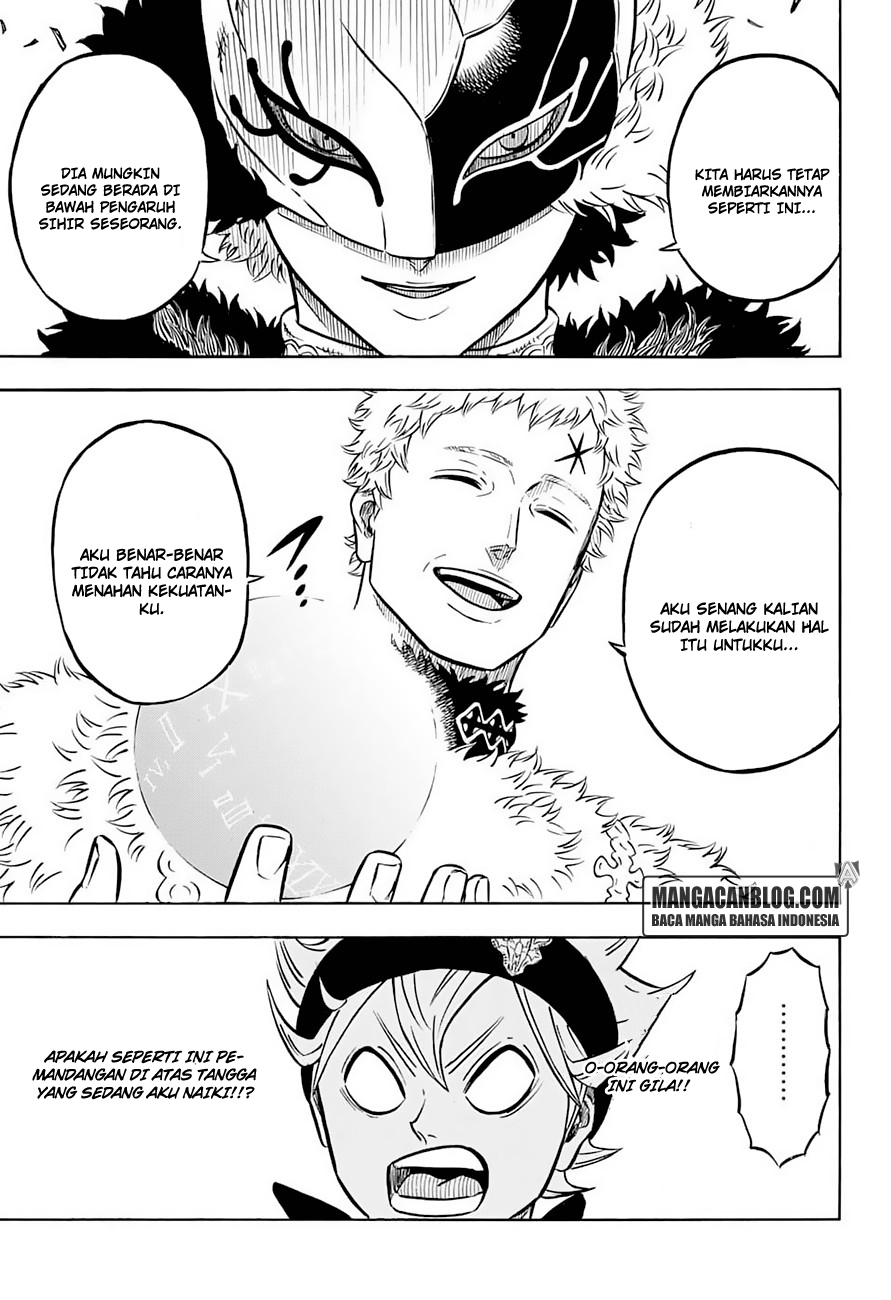 KITA HARUS TETAP
MEMBIARKANNYA
SEPERTI INI...
DIA MUNGKIN
SEDANG BERADA DI
BAWAH PENGARUH
SIHIR SESEORANG.
AKU SENANG KALIAN
SUDAH MELAKUKAN HAL
ITU UNTUKKU...
AKU BENAR-BENAR
TIDAK TAHU CARANYA
MENAHAN KEKUATAN-
KU.
MANGACANBLOG.COM
BACA MANGA BAHASA INDONESIA
.........
O-ORANG-ORANG
INI GILA!!
APAKAH SEPERTI INI PE-
MANDANGAN DI ATAS TANGGA
YANG SEDANG AKU NAIKI!!?